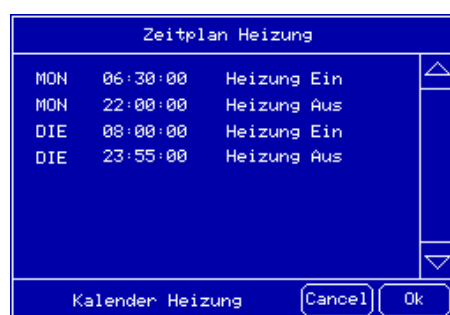 Zeitplan Heizung
MON 06:30:00 Heizung Ein
MON 22:00:00 Heizung Aus
DIE 08:00:00 Heizung Ein
DIE 23:55:00 Heizung Aus
Kalender Heizung Cancel Ok